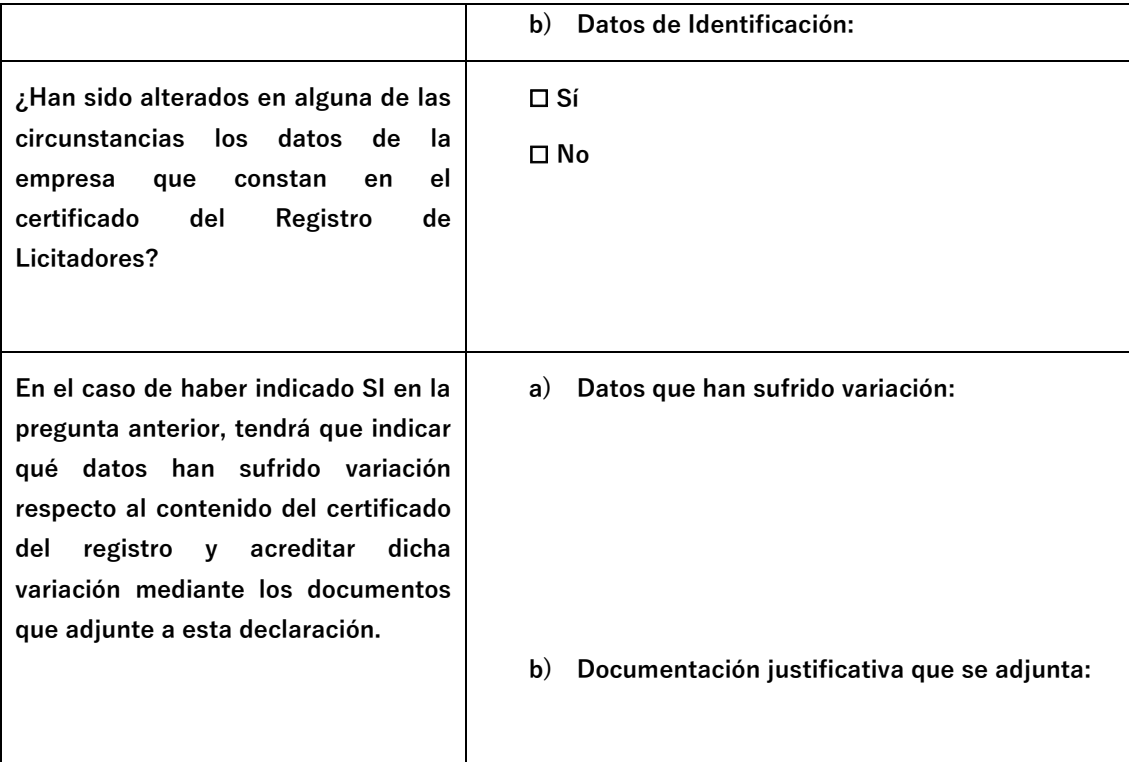 b) Datos de Identificación:
¿Han sido alterados en alguna de las
circunstancias los datos de la
empresa que constan en el
certificado del Registro de
Licitadores?
☐ Sí
☐ No
En el caso de haber indicado SI en la
pregunta anterior, tendrá que indicar
qué datos han sufrido variación
respecto al contenido del certificado
del registro y acreditar dicha
variación mediante los documentos
que adjunte a esta declaración.
a) Datos que han sufrido variación:
b) Documentación justificativa que se adjunta: